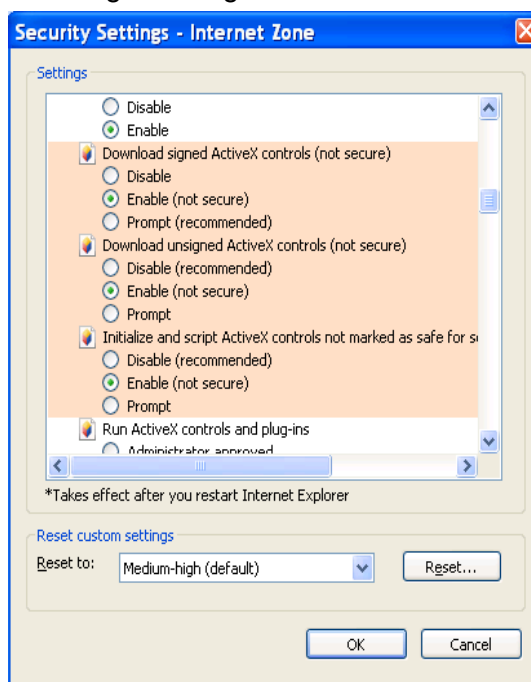 Security Settings - Internet Zone
Settings
Disable
Enable
Download signed ActiveX controls (not secure)
Disable
Enable (not secure)
Prompt (recommended)
Download unsigned ActiveX controls (not secure)
Disable (recommended)
Enable (not secure)
Prompt
Initialize and script ActiveX controls not marked as safe for s
Disable (recommended)
Enable (not secure)
Prompt
Run ActiveX controls and plug-ins
Administrator approved
*Takes effect after you restart Internet Explorer
Reset custom settings
Reset to:
Medium-high (default)
Reset...
OK
Cancel